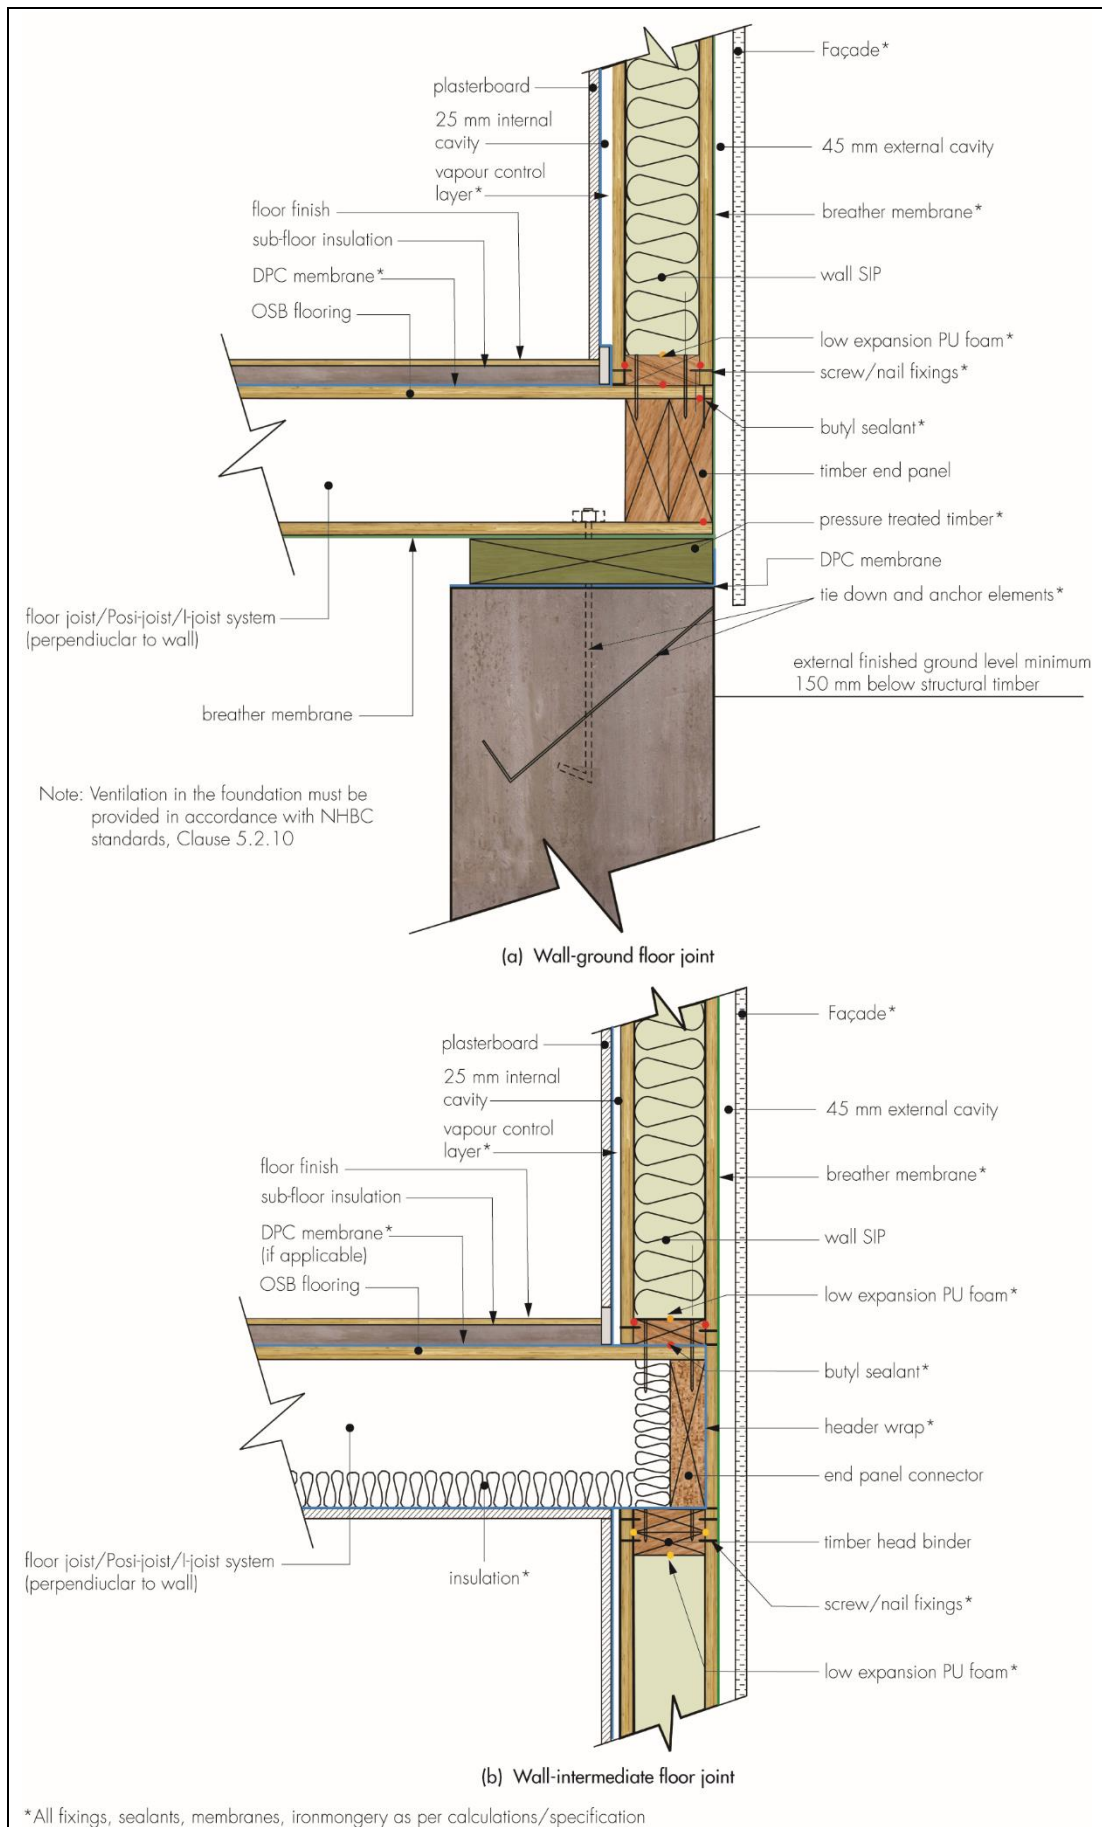 plasterboard
25 mm internal
cavity
vapour control
layer*
floor finish
sub-floor insulation
DPC membrane*
OSB flooring
Façade*
45 mm external cavity
breather membrane*
wall SIP
low expansion PU foam*
screw/nail fixings*
butyl sealant*
timber end panel
pressure treated timber*
DPC membrane
tie down and anchor elements*
external finished ground level minimum
150 mm below structural timber
floor joist/Posi-joist/I-joist system
(perpendiuclar to wall)
breather membrane
Note: Ventilation in the foundation must be
provided in accordance with NHBC
standards, Clause 5.2.10
(a) Wall-ground floor joint
plasterboard
25 mm internal
cavity
vapour control
layer*
floor finish
sub-floor insulation
DPC membrane*
(if applicable)
OSB flooring
Façade*
45 mm external cavity
breather membrane*
wall SIP
low expansion PU foam*
butyl sealant*
header wrap*
end panel connector
timber head binder
screw/nail fixings*
low expansion PU foam*
floor joist/Posi-joist/I-joist system
(perpendiuclar to wall)
insulation*
(b) Wall-intermediate floor joint
*All fixings, sealants, membranes, ironmongery as per calculations/specification